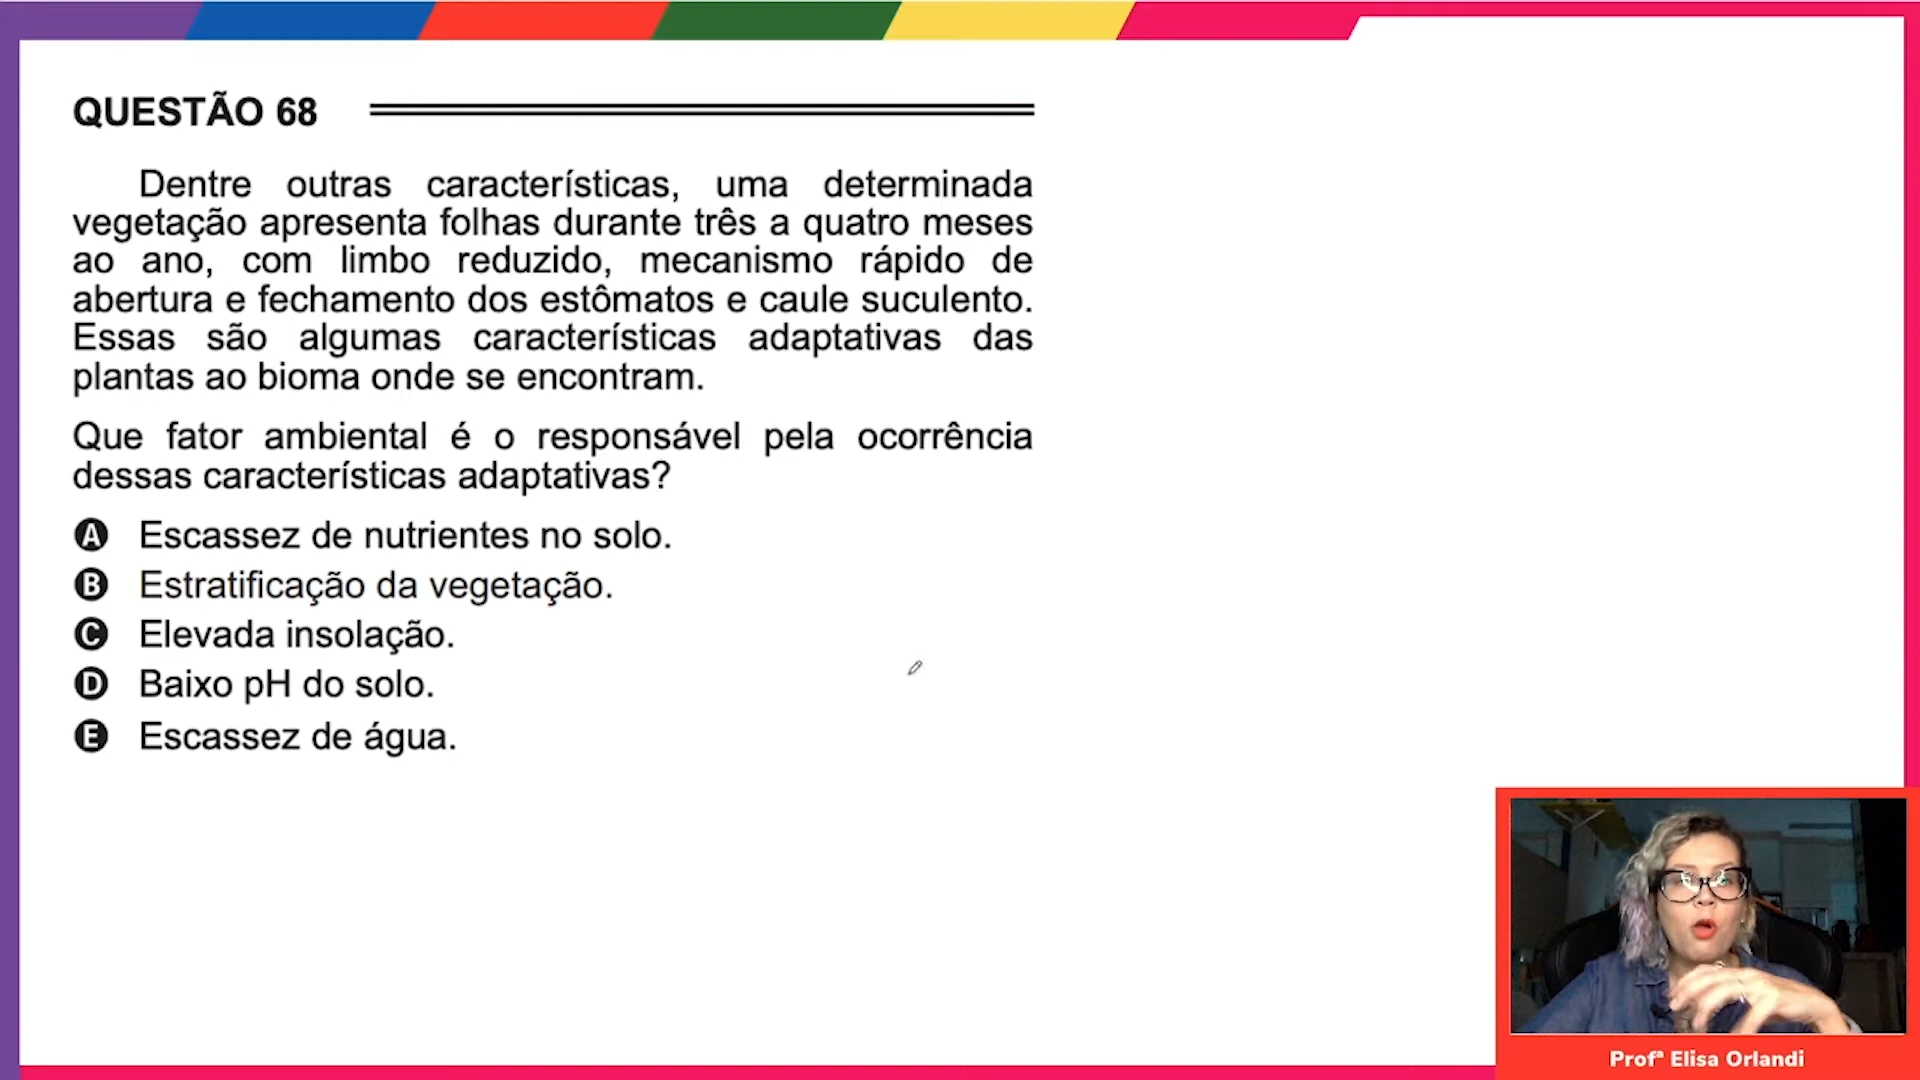 QUESTÃO 68
Dentre outras características, uma determinada
vegetação apresenta folhas durante três a quatro meses
ao ano, com limbo reduzido, mecanismo rápido de
abertura e fechamento dos estômatos e caule suculento.
Essas são algumas características adaptativas das
plantas ao bioma onde se encontram.
Que fator ambiental é o responsável pela ocorrência
dessas características adaptativas?
A Escassez de nutrientes no solo.
B Estratificação da vegetação.
C Elevada insolação.
D Baixo pH do solo.
E Escassez de água.
Profª Elisa Orlandi